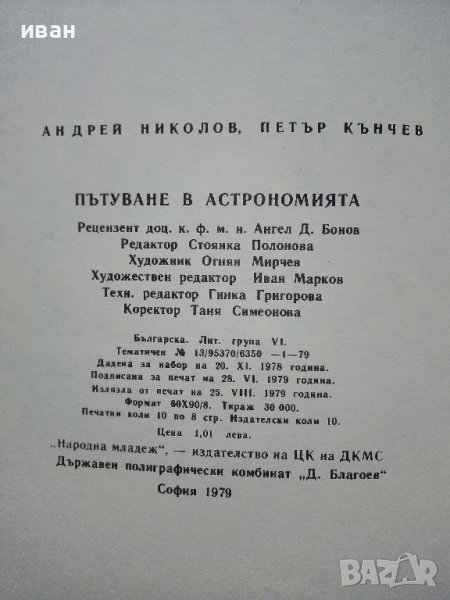 иван
АНДРЕЙ НИКОЛОВ, ПЕТЪР КЪНЧЕВ
ПЪТУВАНЕ В АСТРОНОМИЯТА
Рецензент доц. к. ф. м. н. Ангел Д. Бонов
Редактор Стоянка Полонова
Художник Огнян Мирчев
Художествен редактор Иван Марков
Техн. редактор Гинка Григорова
Коректор Таня Симеонова
Българска. Лит. група VI.
Тематичен № 13/95370/6350 —1—79
Дадена за набор на 20. XI. 1978 година.
Подписана за печат на 28. VI. 1979 година.
Излязла от печат на 25. VIII. 1979 година.
Формат 60X90/8. Тираж 30 000.
Печатни коли 10 по 8 стр. Издателски коли 10.
Цена 1,01 лева.
„Народна младеж“, — издателство на ЦК на ДКМС
Държавен полиграфически комбинат „Д. Благоев“
София 1979
BAZAR